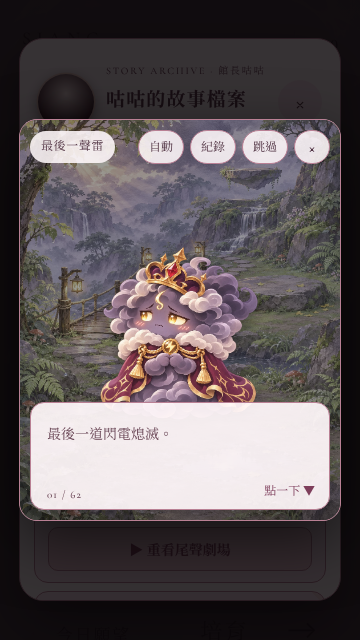 STORY ARCHIVE · 館長咕咕
咕咕的故事檔案
×
最後一聲雷
自動
紀錄
跳過
×
最後一道閃電熄滅。
01 / 62
點一下▼
▶ 重看尾聲劇場